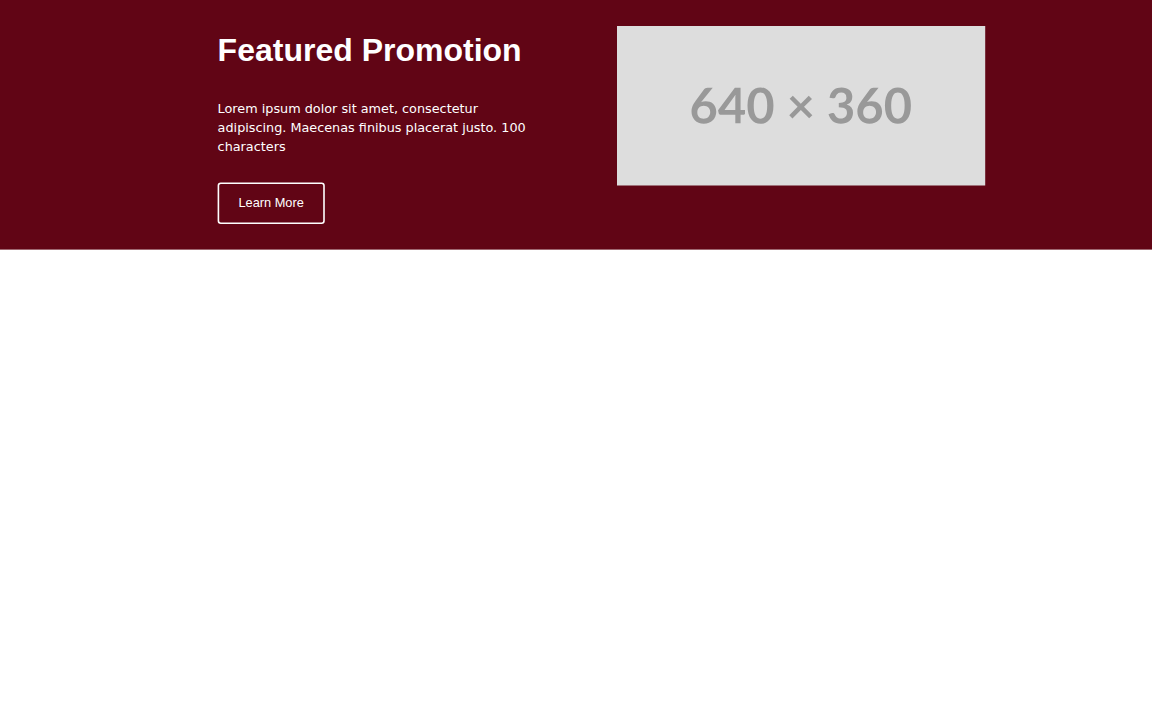 Featured Promotion
Lorem ipsum dolor sit amet, consectetur
adipiscing. Maecenas finibus placerat justo. 100
characters
Learn More
640 × 360